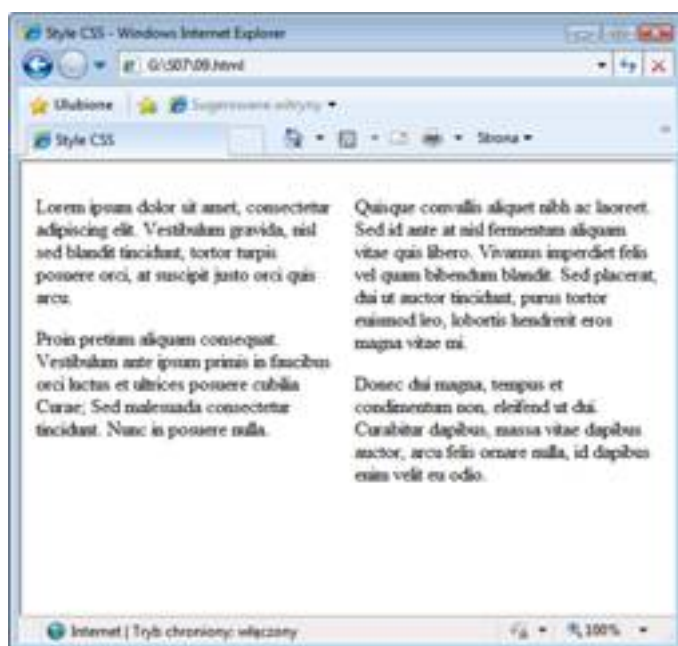 Style CSS - Windows Internet Explorer
G:\S07\09.html
Ulubione Sugerowane witryny
Style CSS Strona
Lorem ipsum dolor sit amet, consectetur
adipiscing elit. Vestibulum gravida, nisl
sed blandit tincidunt, tortor turpis
posuere orci, at suscipit justo orci quis
arcu.
Proin pretium aliquam consequat.
Vestibulum ante ipsum primis in faucibus
orci luctus et ultrices posuere cubilia
Curae; Sed malesuada consectetur
tincidunt. Nunc in posuere nulla.
Quisque convallis aliquet nibh ac laoreet.
Sed id ante at nisl fermentum aliquam
vitae quis libero. Vivamus imperdiet felis
vel quam bibendum blandit. Sed placerat,
dui ut auctor tincidunt, purus tortor
euismod leo, lobortis hendrerit eros
magna vitae mi.
Donec dui magna, tempus et
condimentum non, eleifend ut dui.
Curabitur dapibus, massa vitae dapibus
auctor, arcu felis ornare nulla, id dapibus
enim velit eu odio.
Internet | Tryb chroniony: włączony 100%